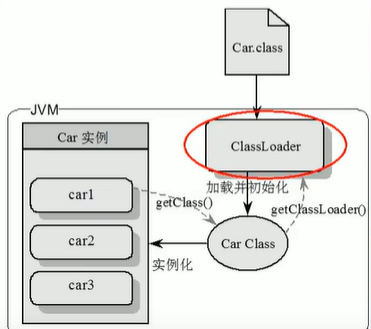 Car.class
JVM
Car 实例
ClassLoader
加载并初始化
car1
getClass()
getClassLoader()
car2
Car Class
实例化
car3